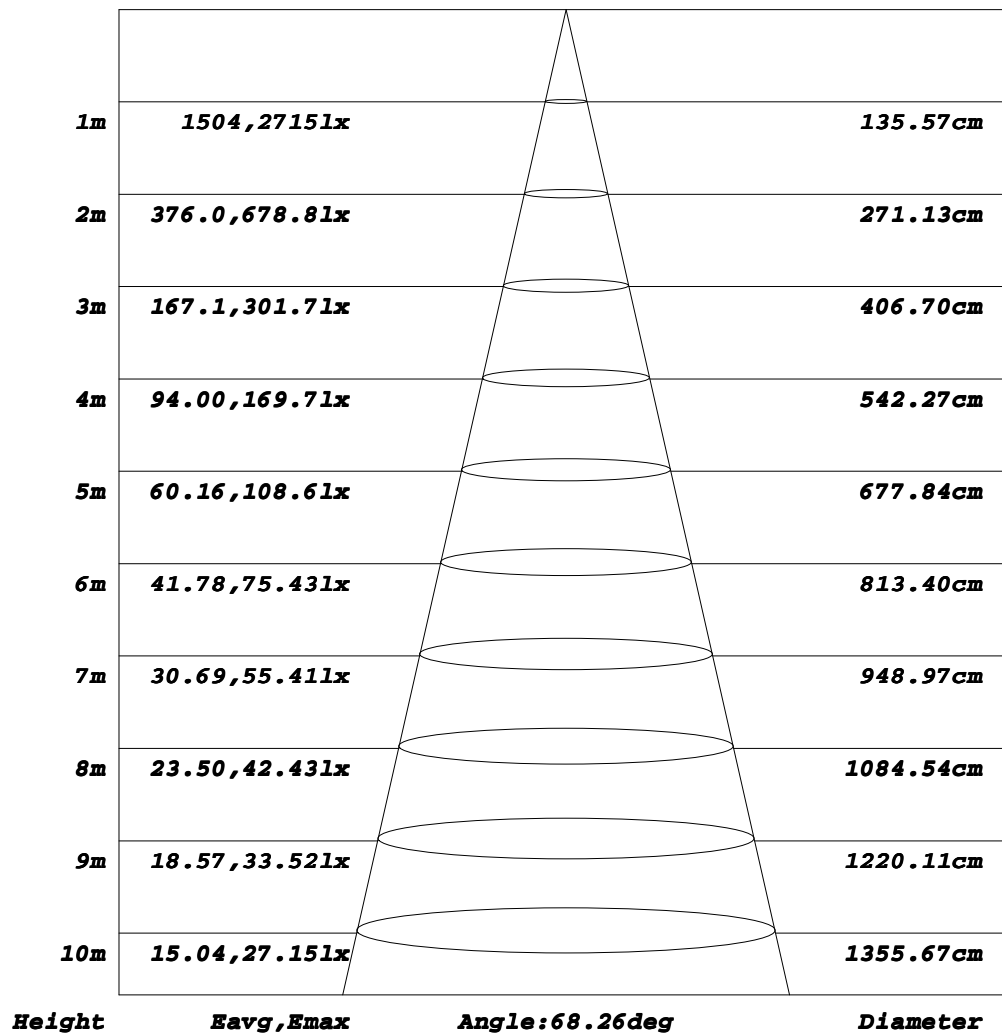 1m 1504,2715lx 135.57cm
2m 376.0,678.8lx 271.13cm
3m 167.1,301.7lx 406.70cm
4m 94.00,169.7lx 542.27cm
5m 60.16,108.6lx 677.84cm
6m 41.78,75.43lx 813.40cm
7m 30.69,55.41lx 948.97cm
8m 23.50,42.43lx 1084.54cm
9m 18.57,33.52lx 1220.11cm
10m 15.04,27.15lx 1355.67cm
Height Eavg,Emax Angle:68.26deg Diameter